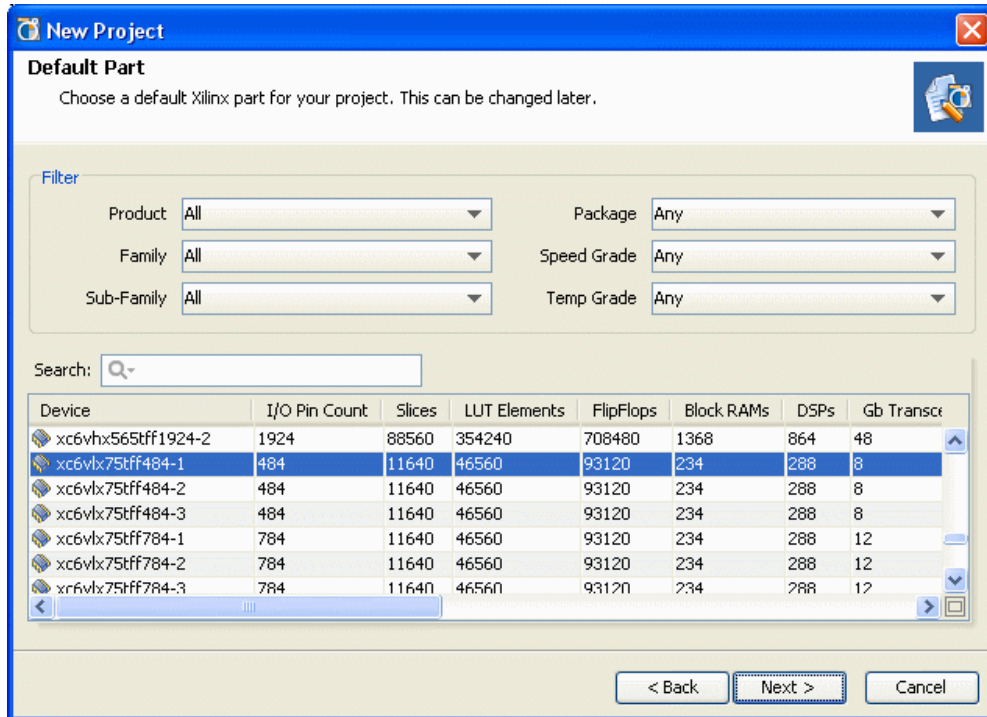 New Project
Default Part
Choose a default Xilinx part for your project. This can be changed later.
Filter
Product All Package Any
Family All Speed Grade Any
Sub-Family All Temp Grade Any
Search:
Device I/O Pin Count Slices LUT Elements FlipFlops Block RAMs DSPs Gb Transce
xc6vhx565tff1924-2 1924 88560 354240 708480 1368 864 48
xc6vlx75tff484-1 484 11640 46560 93120 234 288 8
xc6vlx75tff484-2 484 11640 46560 93120 234 288 8
xc6vlx75tff484-3 484 11640 46560 93120 234 288 8
xc6vlx75tff784-1 784 11640 46560 93120 234 288 12
xc6vlx75tff784-2 784 11640 46560 93120 234 288 12
xc6vlx75tff784-3 784 11640 46560 93120 234 288 12
< Back Next > Cancel